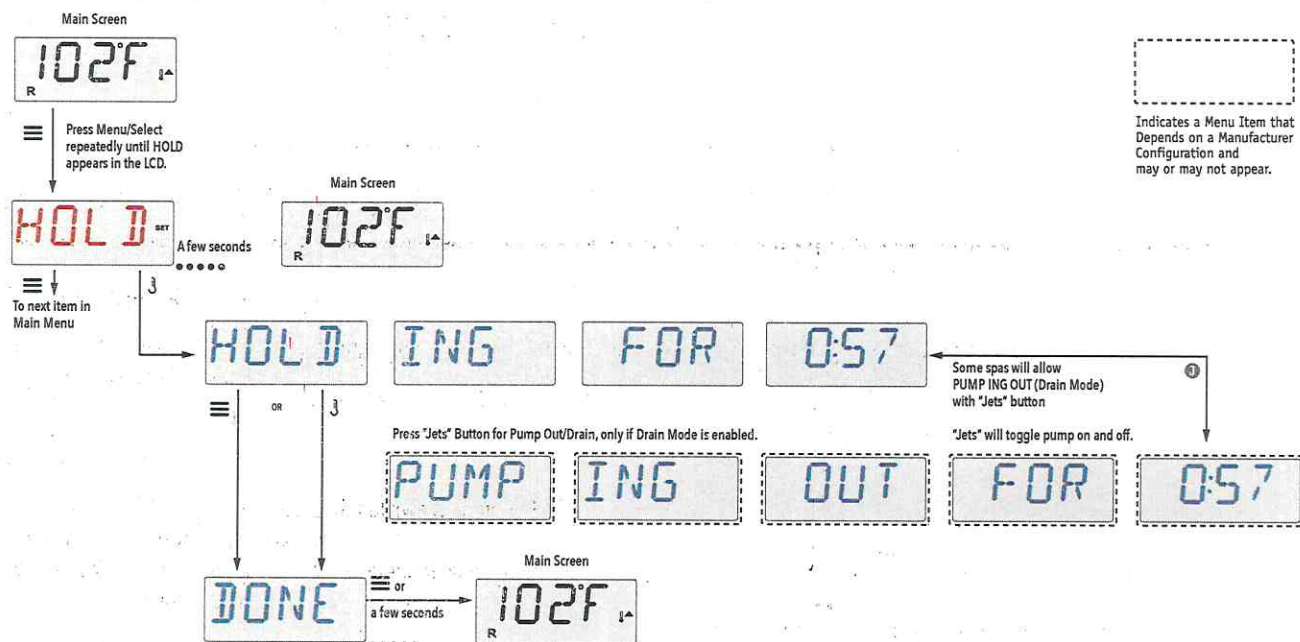 Main Screen
102°F
R
Press Menu/Select
repeatedly until HOLD
appears in the LCD.
Indicates a Menu Item that
Depends on a Manufacturer
Configuration and
may or may not appear.
HOLD SET
A few seconds
Main Screen
102°F
R
To next item in
Main Menu
HOLD
ING
FOR
0:57
OR
Some spas will allow
PUMP ING OUT (Drain Mode)
with "Jets" button
Press "Jets" Button for Pump Out/Drain, only if Drain Mode is enabled.
"Jets" will toggle pump on and off.
PUMP
ING
OUT
FOR
0:57
DONE
or
a few seconds
Main Screen
102°F
R